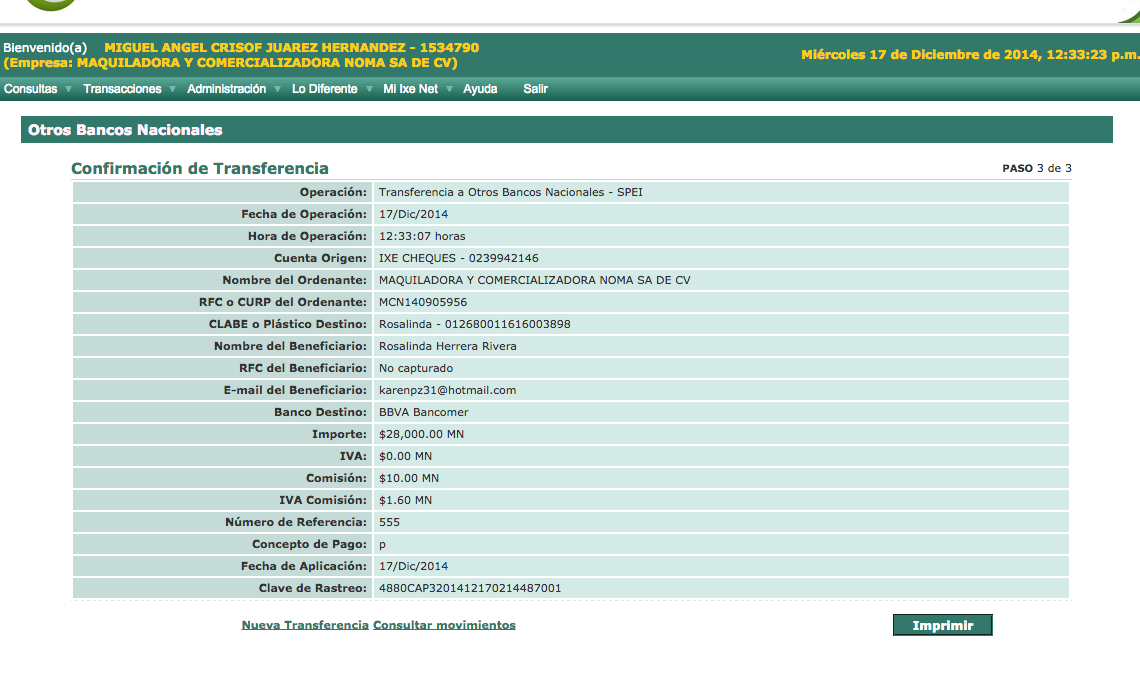 Bienvenido(a) MIGUEL ANGEL CRISOF JUAREZ HERNANDEZ - 1534790
(Empresa: MAQUILADORA Y COMERCIALIZADORA NOMA SA DE CV)
Miércoles 17 de Diciembre de 2014, 12:33:23 p.m.
Consultas Transacciones Administración Lo Diferente Mi Ixe Net Ayuda Salir
Otros Bancos Nacionales
Confirmación de Transferencia PASO 3 de 3
Operación: Transferencia a Otros Bancos Nacionales - SPEI
Fecha de Operación: 17/Dic/2014
Hora de Operación: 12:33:07 horas
Cuenta Origen: IXE CHEQUES - 0239942146
Nombre del Ordenante: MAQUILADORA Y COMERCIALIZADORA NOMA SA DE CV
RFC o CURP del Ordenante: MCN140905956
CLABE o Plástico Destino: Rosalinda - 012680011616003898
Nombre del Beneficiario: Rosalinda Herrera Rivera
RFC del Beneficiario: No capturado
E-mail del Beneficiario: karenpz31@hotmail.com
Banco Destino: BBVA Bancomer
Importe: $28,000.00 MN
IVA: $0.00 MN
Comisión: $10.00 MN
IVA Comisión: $1.60 MN
Número de Referencia: 555
Concepto de Pago: p
Fecha de Aplicación: 17/Dic/2014
Clave de Rastreo: 4880CAP3201412170214487001
Nueva Transferencia Consultar movimientos Imprimir